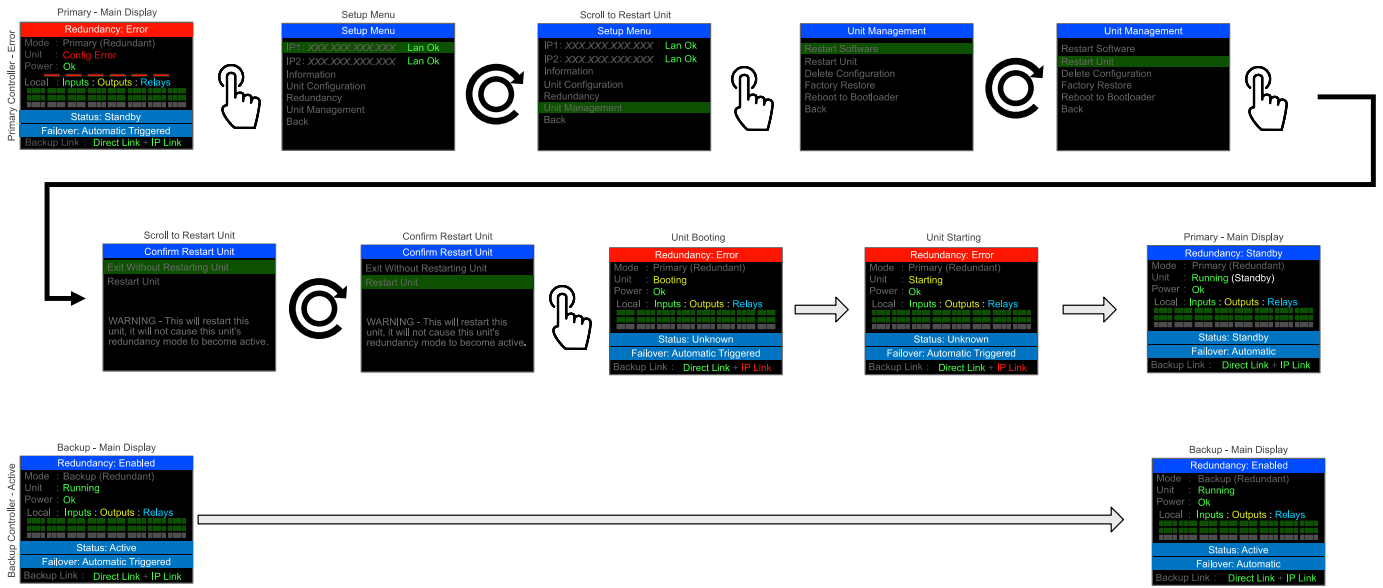 Primary Controller - Error
Primary - Main Display
Redundancy: Error
Mode : Primary (Redundant)
Unit : Config Error
Power : Ok
Local : Inputs : Outputs : Relays
Status: Standby
Failover: Automatic Triggered
Backup Link : Direct Link + IP Link
Setup Menu
Setup Menu
IP1: XXX.XXX.XXX.XXX Lan Ok
IP2: XXX.XXX.XXX.XXX Lan Ok
Information
Unit Configuration
Redundancy
Unit Management
Back
Scroll to Restart Unit
Setup Menu
IP1: XXX.XXX.XXX.XXX Lan Ok
IP2: XXX.XXX.XXX.XXX Lan Ok
Information
Unit Configuration
Redundancy
Unit Management
Back
Unit Management
Restart Software
Restart Unit
Delete Configuration
Factory Restore
Reboot to Bootloader
Back
Unit Management
Restart Software
Restart Unit
Delete Configuration
Factory Restore
Reboot to Bootloader
Back
Scroll to Restart Unit
Confirm Restart Unit
Exit Without Restarting Unit
Restart Unit
WARNING - This will restart this
unit, it will not cause this unit's
redundancy mode to become active.
Confirm Restart Unit
Confirm Restart Unit
Exit Without Restarting Unit
Restart Unit
WARNING - This will restart this
unit, it will not cause this unit's
redundancy mode to become active.
Unit Booting
Redundancy: Error
Mode : Primary (Redundant)
Unit : Booting
Power : Ok
Local : Inputs : Outputs : Relays
Status: Unknown
Failover: Automatic Triggered
Backup Link : Direct Link + IP Link
Unit Starting
Redundancy: Error
Mode : Primary (Redundant)
Unit : Starting
Power : Ok
Local : Inputs : Outputs : Relays
Status: Unknown
Failover: Automatic Triggered
Backup Link : Direct Link + IP Link
Primary - Main Display
Redundancy: Standby
Mode : Primary (Redundant)
Unit : Running (Standby)
Power : Ok
Local : Inputs : Outputs : Relays
Status: Standby
Failover: Automatic
Backup Link : Direct Link + IP Link
Backup Controller - Active
Backup - Main Display
Redundancy: Enabled
Mode : Backup (Redundant)
Unit : Running
Power : Ok
Local : Inputs : Outputs : Relays
Status: Active
Failover: Automatic Triggered
Backup Link : Direct Link + IP Link
Backup - Main Display
Redundancy: Enabled
Mode : Backup (Redundant)
Unit : Running
Power : Ok
Local : Inputs : Outputs : Relays
Status: Active
Failover: Automatic
Backup Link : Direct Link + IP Link